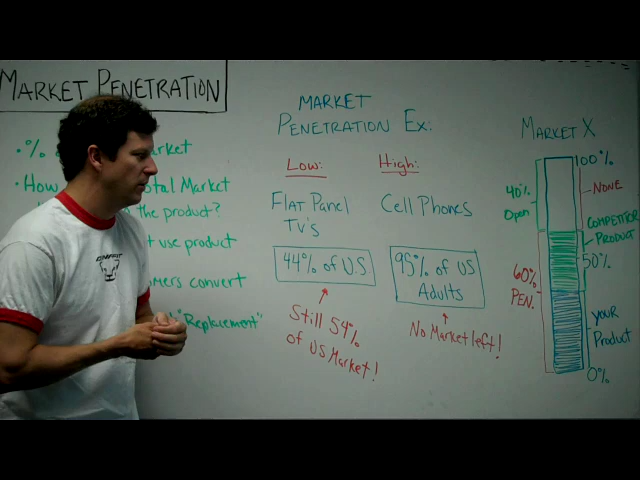 MARKET PENETRATION
• %
arket
• How
otal Market
the product?
t use product
mers convert
"Replacement"
MARKET
PENETRATION EX:
Low:
FLAT PANEL
TV's
44% of U.S.
Still 54%
of US Market!
High:
Cell Phones
95% of US
Adults
No Market left!
MARKET X
100%
40%
Open
NONE
COMPETITOR
PRODUCT
50%
60%
PEN.
YOUR
Product
0%